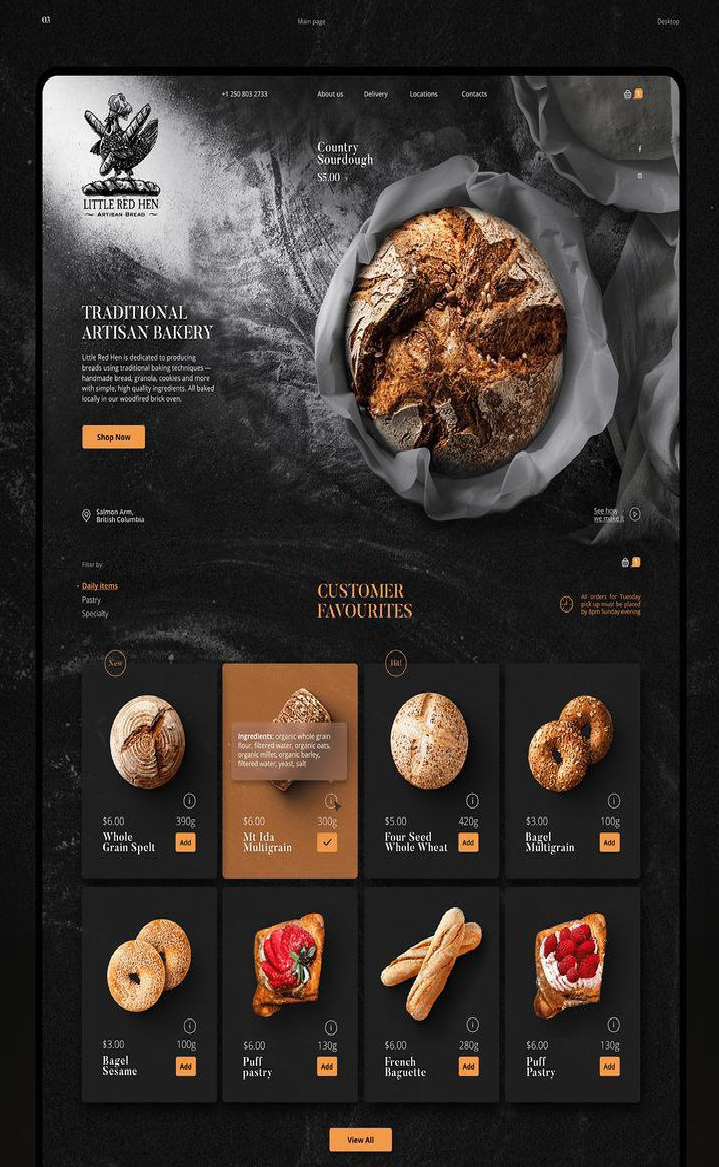 03
Main page
Desktop
LITTLE RED HEN
ARTISAN BREAD
+1 250 803 2733
About us
Delivery
Locations
Contacts
1
Country
Sourdough
$5.00
f
TRADITIONAL
ARTISAN BAKERY
Little Red Hen is dedicated to producing
breads using traditional baking techniques —
handmade bread, granola, cookies and more
with simple, high quality ingredients. All baked
locally in our woodfired brick oven.
Shop Now
Salmon Arm,
British Columbia
See how
we make it
Filter by:
Daily items
Pastry
Specialty
CUSTOMER
FAVOURITES
1
All orders for Tuesday
pick up must be placed
by 8pm Sunday evening
New
$6.00
390g
Whole
Grain Spelt
Add
Ingredients: organic whole grain
flour, filtered water, organic oats,
organic millet, organic barley,
filtered water, yeast, salt
$6.00
300g
Mt Ida
Multigrain
Hit!
$5.00
420g
Four Seed
Whole Wheat
Add
$3.00
100g
Bagel
Multigrain
Add
$3.00
100g
Bagel
Sesame
Add
$6.00
130g
Puff
pastry
Add
$6.00
280g
French
Baguette
Add
$6.00
130g
Puff
Pastry
Add
View All